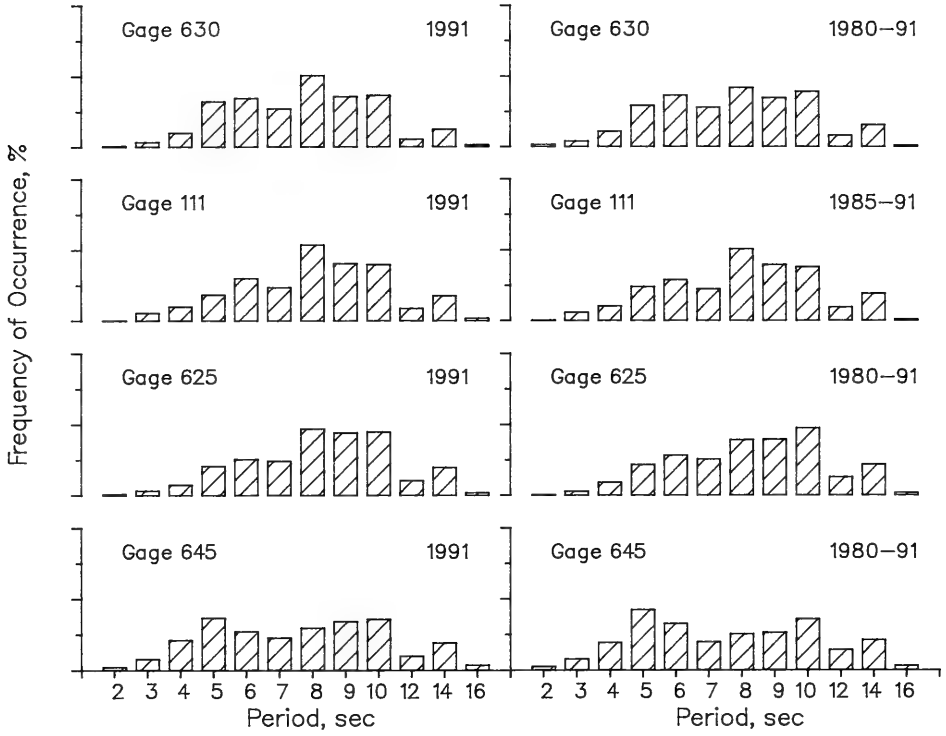 Gage 630 1991
Gage 630 1980–91
Gage 111 1991
Gage 111 1985–91
Gage 625 1991
Gage 625 1980–91
Gage 645 1991
Gage 645 1980–91
Frequency of Occurrence, %
2 3 4 5 6 7 8 9 10 12 14 16
2 3 4 5 6 7 8 9 10 12 14 16
Period, sec
Period, sec